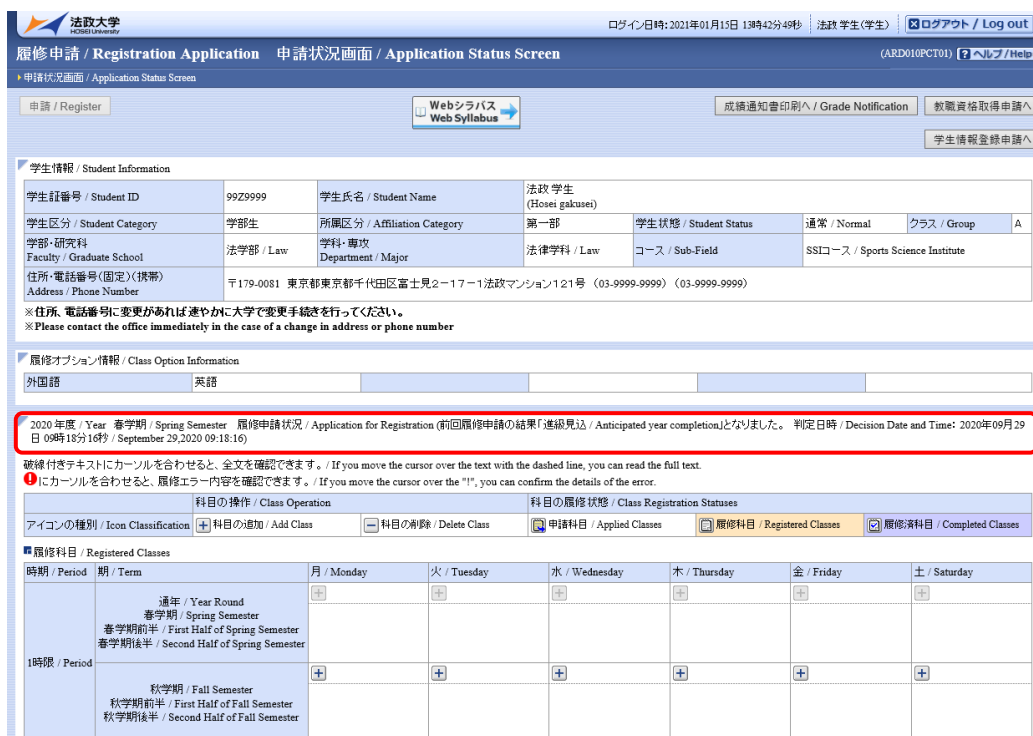 法政大学
HOSEI University
ログイン日時:2021年01月15日 13時42分49秒 法政 学生(学生) ログアウト / Log out
履修申請 / Registration Application 申請状況画面 / Application Status Screen (ARD010PCT01) ? ヘルプ/Help
申請状況画面 / Application Status Screen
申請 / Register Webシラバス 成績通知書印刷へ / Grade Notification 教職資格取得申請へ
Web Syllabus
学生情報登録申請へ
学生情報 / Student Information
学生証番号 / Student ID 99Z9999 学生氏名 / Student Name 法政 学生
(Hosei gakusei)
学生区分 / Student Category 学部生 所属区分 / Affiliation Category 第一部 学生状態 / Student Status 通常 / Normal クラス / Group A
学部・研究科
Faculty / Graduate School 法学部 / Law 学科・専攻
Department / Major 法律学科 / Law コース / Sub-Field SSIコース / Sports Science Institute
住所・電話番号(固定)(携帯)
Address / Phone Number 〒179-0081 東京都東京都千代田区富士見2-17-1法政マンション121号 (03-9999-9999) (03-9999-9999)
※住所、電話番号に変更があれば速やかに大学で変更手続きを行ってください。
※Please contact the office immediately in the case of a change in address or phone number
履修オプション情報 / Class Option Information
外国語 英語
2020 年度 / Year 春学期 / Spring Semester 履修申請状況 / Application for Registration (前回履修申請の結果「進級見込 / Anticipated year completion」となりました。 判定日時 / Decision Date and Time: 2020年09月29
日 09時18分16秒 / September 29,2020 09:18:16)
破線付きテキストにカーソルを合わせると、全文を確認できます。/ If you move the cursor over the text with the dashed line, you can read the full text.
!にカーソルを合わせると、履修エラー内容を確認できます。/ If you move the cursor over the "!", you can confirm the details of the error.
科目の操作 / Class Operation 科目の履修状態 / Class Registration Statuses
アイコンの種別 / Icon Classification + 科目の追加 / Add Class − 科目の削除 / Delete Class 申請科目 / Applied Classes 履修科目 / Registered Classes 履修済科目 / Completed Classes
履修科目 / Registered Classes
時期 / Period 期 / Term 月 / Monday 火 / Tuesday 水 / Wednesday 木 / Thursday 金 / Friday 土 / Saturday
1時限 / Period
通年 / Year Round
春学期 / Spring Semester
春学期前半 / First Half of Spring Semester
春学期後半 / Second Half of Spring Semester
秋学期 / Fall Semester
秋学期前半 / First Half of Fall Semester
秋学期後半 / Second Half of Fall Semester